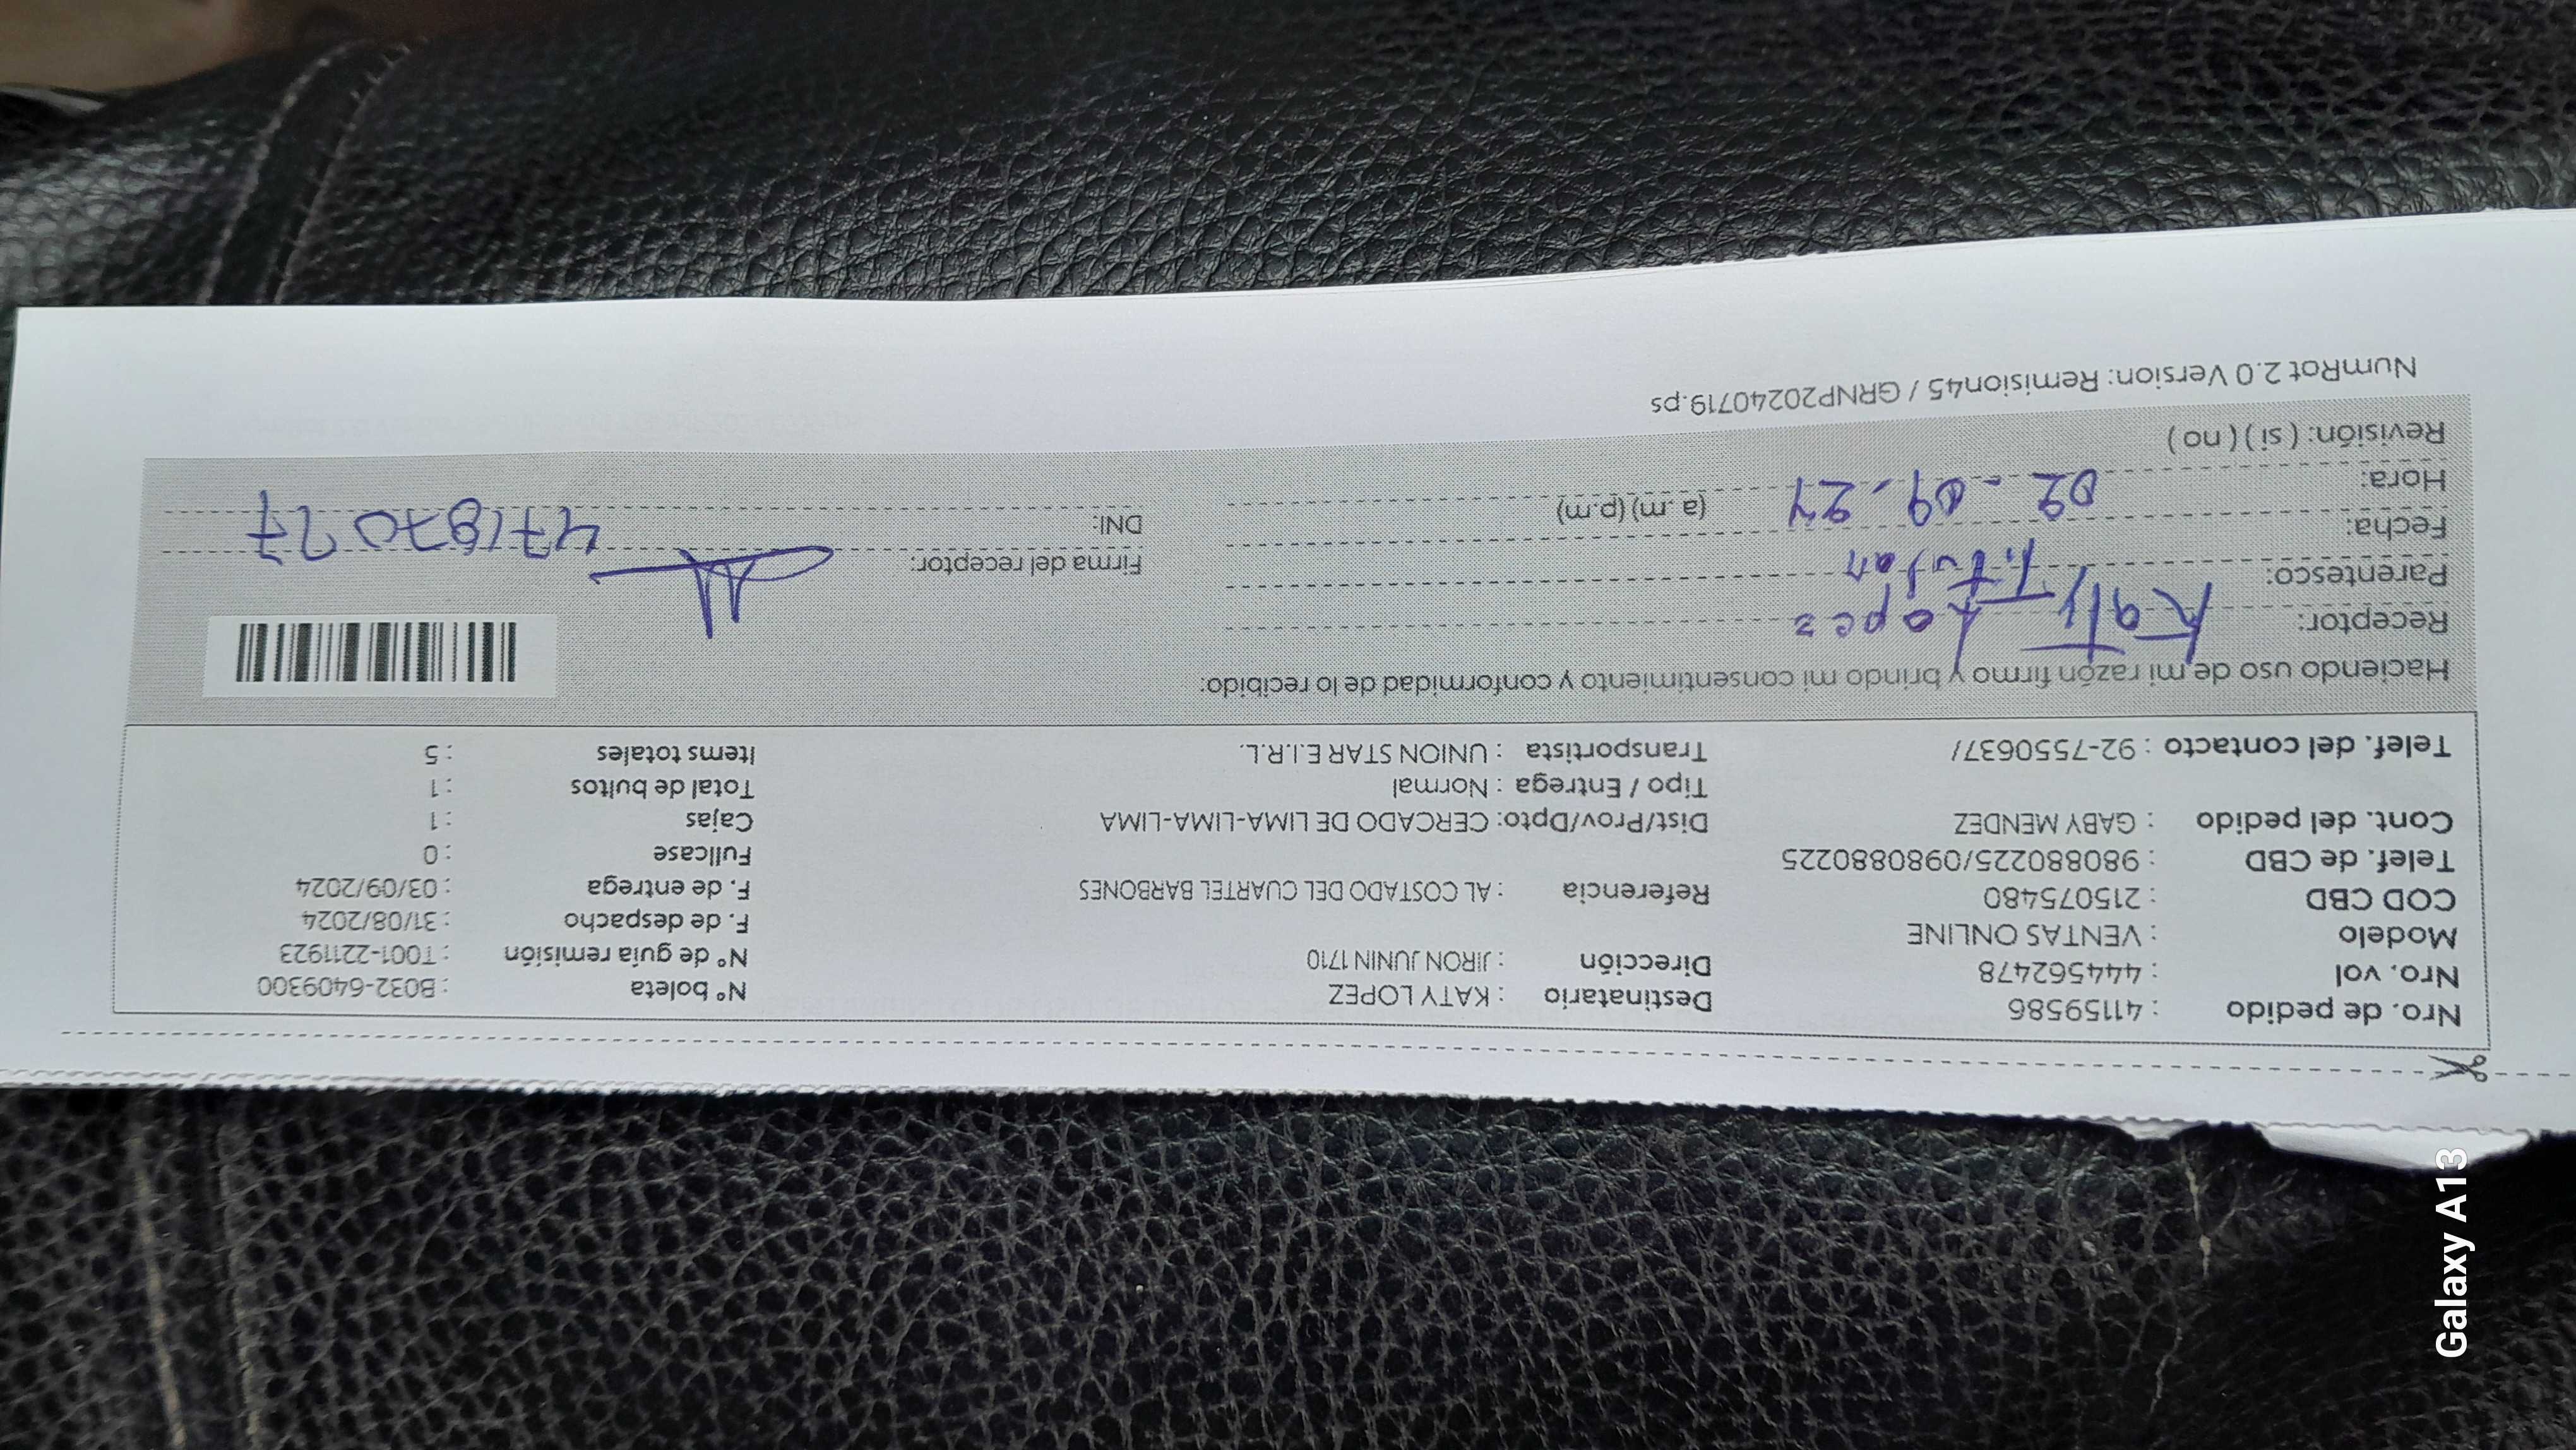 Nro. de pedido : 41159586 Destinatario : KATY LOPEZ N° boleta : B032-6409300
Nro. vol : 444562478 Dirección : JIRON JUNIN 1710 N° de guía remisión : T001-2211923
Modelo : VENTAS ONLINE F. de despacho : 31/08/2024
COD CBD : 215075480 Referencia : AL COSTADO DEL CUARTEL BARBONES F. de entrega : 03/09/2024
Telef. de CBD : 980880225/0980880225 Fullcase : 0
Cont. del pedido : GABY MENDEZ Dist/Prov/Dpto: CERCADO DE LIMA-LIMA-LIMA Cajas : 1
Tipo / Entrega : Normal Total de bultos : 1
Telef. del contacto : 92-7550637/ Transportista : UNION STAR E.I.R.L. Items totales : 5
Haciendo uso de mi razón firmo y brindo mi consentimiento y conformidad de lo recibido:
Receptor: Katy Lopez
Parentesco: Titular Firma del receptor:
Fecha: 02-09-24 DNI: 47187077
Hora: (a.m) (p.m)
Revisión: ( si ) ( no )
NumRot 2.0 Version: Remision45 / GRNP20240719.ps
Galaxy A13